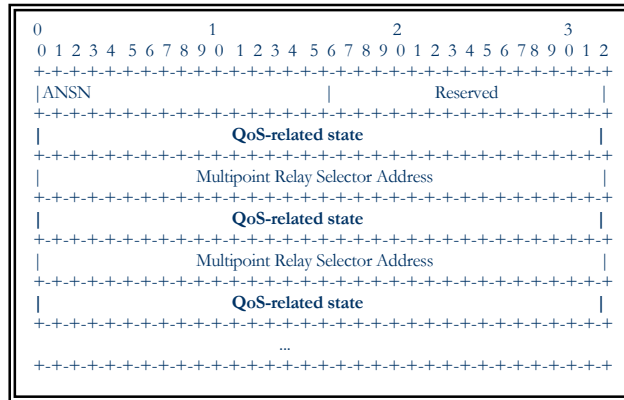 0 1 2 3
0 1 2 3 4 5 6 7 8 9 0 1 2 3 4 5 6 7 8 9 0 1 2 3 4 5 6 7 8 9 0 1 2
+-+-+-+-+-+-+-+-+-+-+-+-+-+-+-+-+-+-+-+-+-+-+-+-+-+-+-+-+-+-+-+-+
|ANSN | Reserved |
+-+-+-+-+-+-+-+-+-+-+-+-+-+-+-+-+-+-+-+-+-+-+-+-+-+-+-+-+-+-+-+-+
| QoS-related state |
+-+-+-+-+-+-+-+-+-+-+-+-+-+-+-+-+-+-+-+-+-+-+-+-+-+-+-+-+-+-+-+-+
| Multipoint Relay Selector Address |
+-+-+-+-+-+-+-+-+-+-+-+-+-+-+-+-+-+-+-+-+-+-+-+-+-+-+-+-+-+-+-+-+
| QoS-related state |
+-+-+-+-+-+-+-+-+-+-+-+-+-+-+-+-+-+-+-+-+-+-+-+-+-+-+-+-+-+-+-+-+
| Multipoint Relay Selector Address |
+-+-+-+-+-+-+-+-+-+-+-+-+-+-+-+-+-+-+-+-+-+-+-+-+-+-+-+-+-+-+-+-+
| QoS-related state |
+-+-+-+-+-+-+-+-+-+-+-+-+-+-+-+-+-+-+-+-+-+-+-+-+-+-+-+-+-+-+-+-+
...
+-+-+-+-+-+-+-+-+-+-+-+-+-+-+-+-+-+-+-+-+-+-+-+-+-+-+-+-+-+-+-+-+